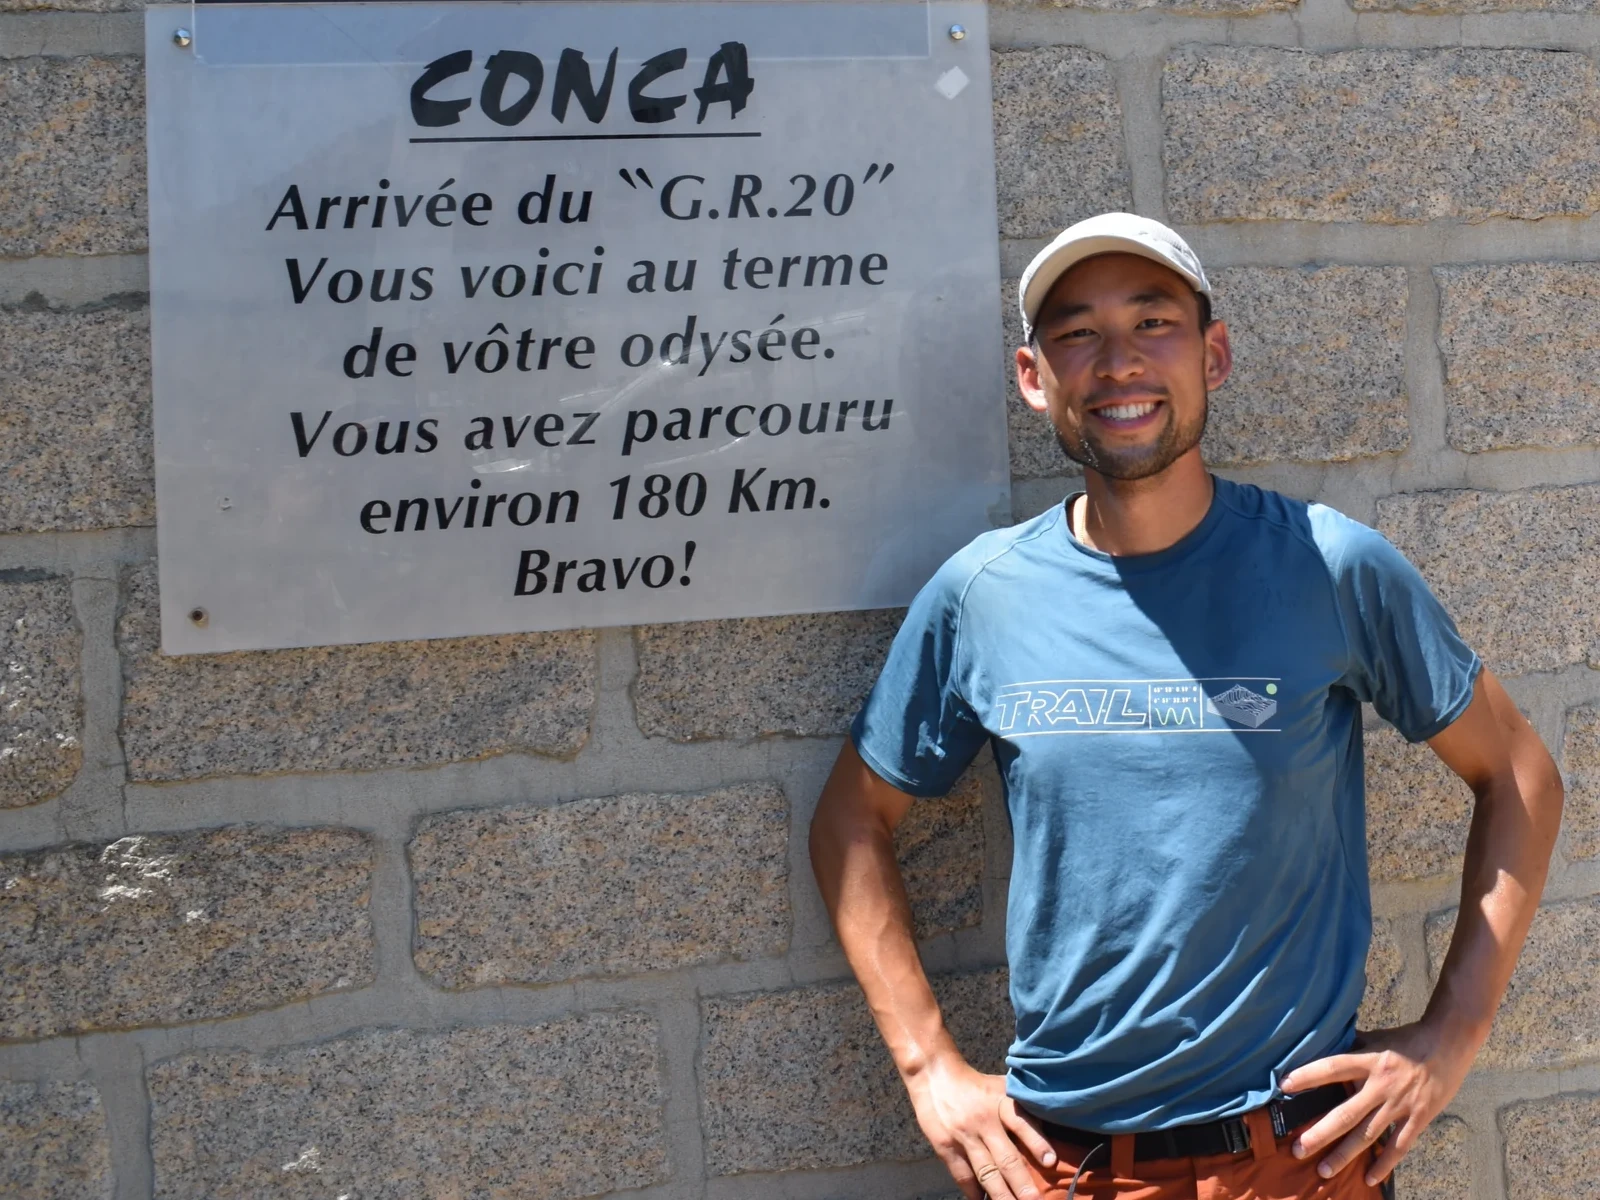 CONCA
Arrivée du "G.R.20"
Vous voici au terme
de vôtre odysée.
Vous avez parcouru
environ 180 Km.
Bravo!
TRAIL